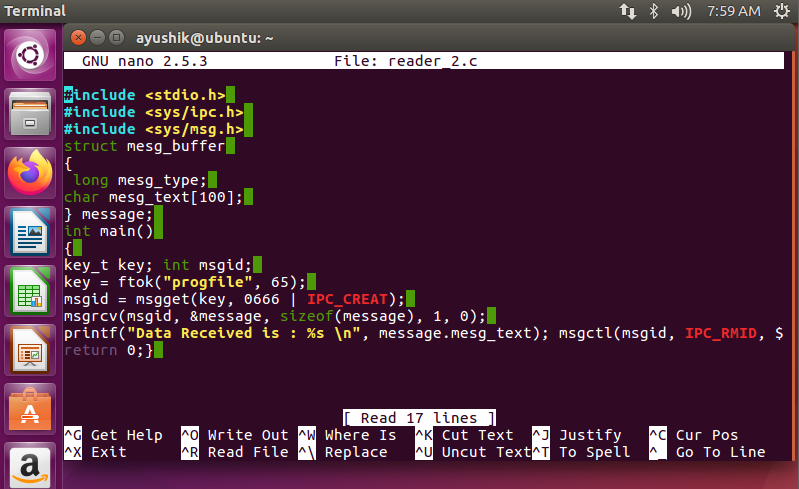 Terminal 7:59 AM
ayushik@ubuntu: ~
GNU nano 2.5.3 File: reader_2.c
#include <stdio.h>
#include <sys/ipc.h>
#include <sys/msg.h>
struct mesg_buffer
{
 long mesg_type;
char mesg_text[100];
} message;
int main()
{
key_t key; int msgid;
key = ftok("progfile", 65);
msgid = msgget(key, 0666 | IPC_CREAT);
msgrcv(msgid, &message, sizeof(message), 1, 0);
printf("Data Received is : %s \n", message.mesg_text); msgctl(msgid, IPC_RMID, $
return 0;}
[ Read 17 lines ]
^G Get Help ^O Write Out ^W Where Is ^K Cut Text ^J Justify ^C Cur Pos
^X Exit ^R Read File ^\ Replace ^U Uncut Text ^T To Spell ^_ Go To Line
a